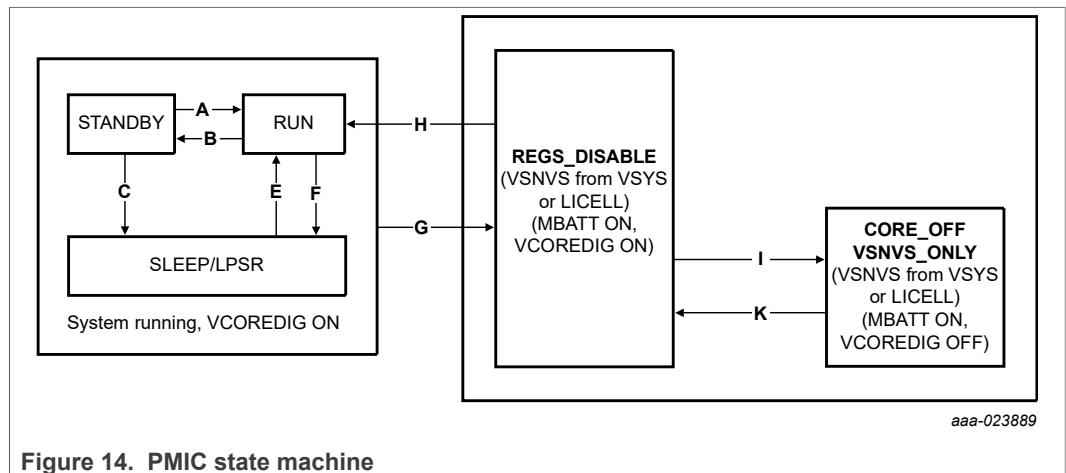 STANDBY
A
B
RUN
C
E
F
SLEEP/LPSR
System running, VCOREDIG ON
H
G
REGS_DISABLE
(VSNVS from VSYS
or LICELL)
(MBATT ON,
VCOREDIG ON)
I
K
CORE_OFF
VSNVS_ONLY
(VSNVS from VSYS
or LICELL)
(MBATT ON,
VCOREDIG OFF)
aaa-023889
Figure 14. PMIC state machine